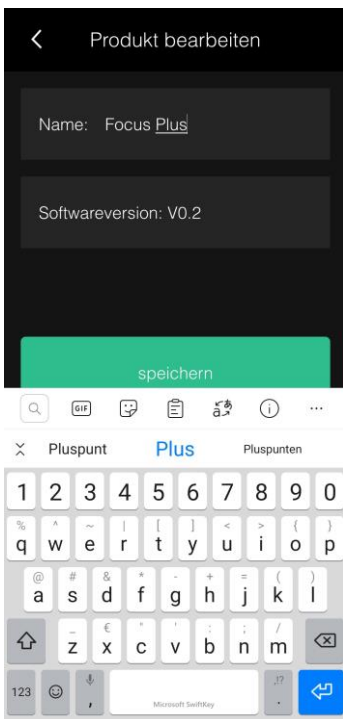 Produkt bearbeiten
Name: Focus Plus
Softwareversion: V0.2
speichern
GIF
Pluspunt Plus Pluspunten
1 2 3 4 5 6 7 8 9 0
% ^ ~ | [ ] < > { }
q w e r t y u i o p
@ # & * - + = ( )
a s d f g h j k l
_ € " ' : ; /
z x c v b n m
123 , Microsoft SwiftKey ,!? .